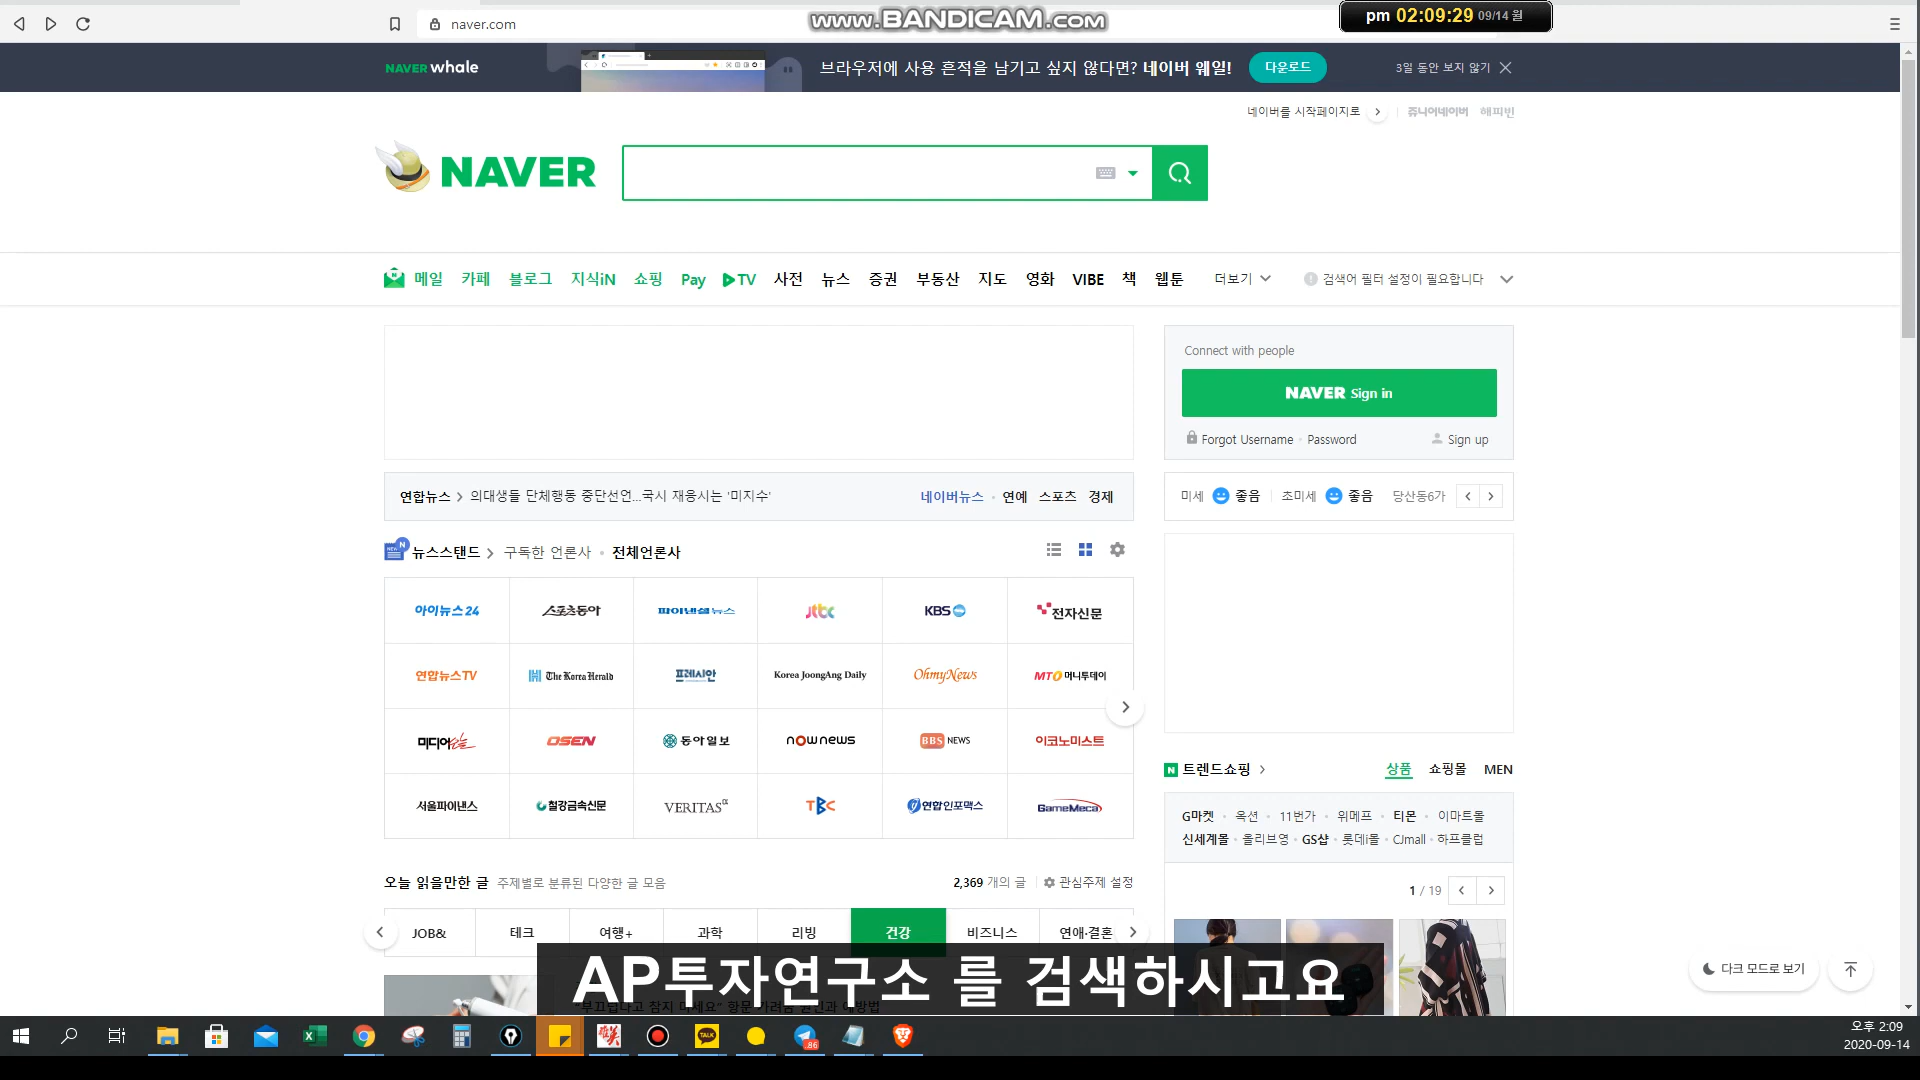 naver.com
www.BANDICAM.com
pm 02:09:29 09/14 월
NAVER whale
브라우저에 사용 흔적을 남기고 싶지 않다면? 네이버 웨일!
다운로드
3일 동안 보지 않기
네이버를 시작페이지로
쥬니어네이버 해피빈
NAVER
메일 카페 블로그 지식iN 쇼핑 Pay TV 사전 뉴스 증권 부동산 지도 영화 VIBE 책 웹툰 더보기
검색어 필터 설정이 필요합니다
Connect with people
NAVER Sign in
Forgot Username · Password
Sign up
연합뉴스 > 의대생들 단체행동 중단선언...국시 재응시는 '미지수'
네이버뉴스 · 연예 스포츠 경제
미세 좋음 초미세 좋음 당산동6가
뉴스스탠드 > 구독한 언론사 · 전체언론사
아이뉴스24 스포츠동아 파이낸셜뉴스 jtbc KBS 전자신문
연합뉴스TV The Korea Herald 프레시안 Korea JoongAng Daily OhmyNews MT 머니투데이
미디어오늘 OSEN 동아일보 nownews BBS NEWS 이코노미스트
서울파이낸스 철강금속신문 VERITAS α TBC 연합인포맥스 GameMeca
트렌드쇼핑 >
상품 쇼핑몰 MEN
G마켓 · 옥션 · 11번가 · 위메프 · 티몬 · 이마트몰
신세계몰 · 올리브영 · GS샵 · 롯데i몰 · CJmall · 하프클럽
1 / 19
오늘 읽을만한 글 주제별로 분류된 다양한 글 모음
2,369 개의 글
관심주제 설정
JOB& 테크 여행+ 과학 리빙 건강 비즈니스 연애·결혼
AP투자연구소 를 검색하시고요
다크 모드로 보기
TALK
86
오후 2:09
2020-09-14